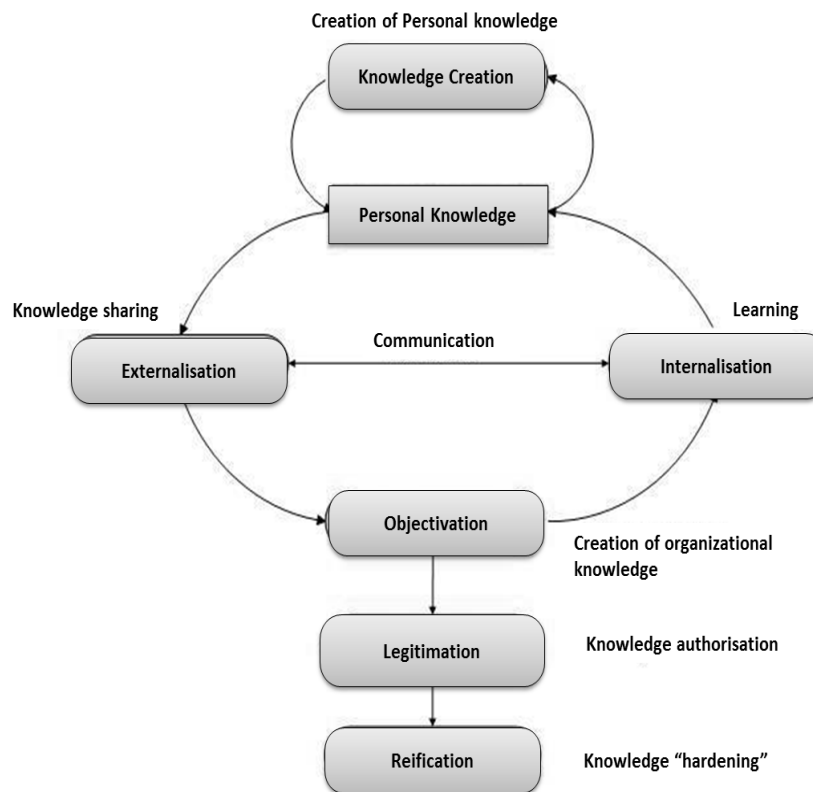 Creation of Personal knowledge
Knowledge Creation
Personal Knowledge
Knowledge sharing
Learning
Communication
Externalisation
Internalisation
Objectivation
Creation of organizational
knowledge
Legitimation
Knowledge authorisation
Reification
Knowledge “hardening”